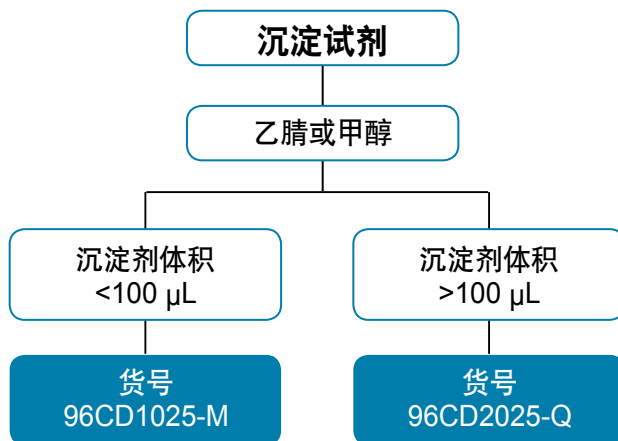 沉淀试剂
乙腈或甲醇
沉淀剂体积
<100 µL
沉淀剂体积
>100 µL
货号
96CD1025-M
货号
96CD2025-Q